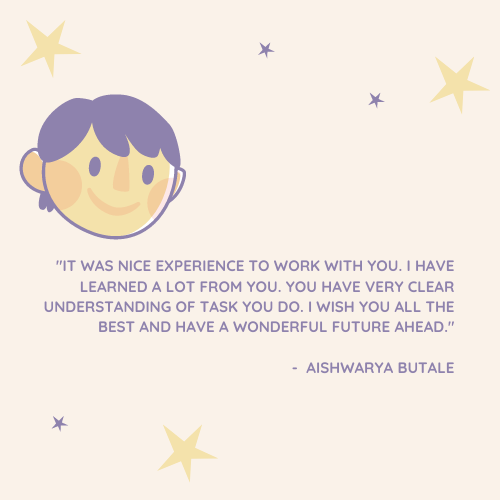 "IT WAS NICE EXPERIENCE TO WORK WITH YOU. I HAVE
LEARNED A LOT FROM YOU. YOU HAVE VERY CLEAR
UNDERSTANDING OF TASK YOU DO. I WISH YOU ALL THE
BEST AND HAVE A WONDERFUL FUTURE AHEAD."
- AISHWARYA BUTALE